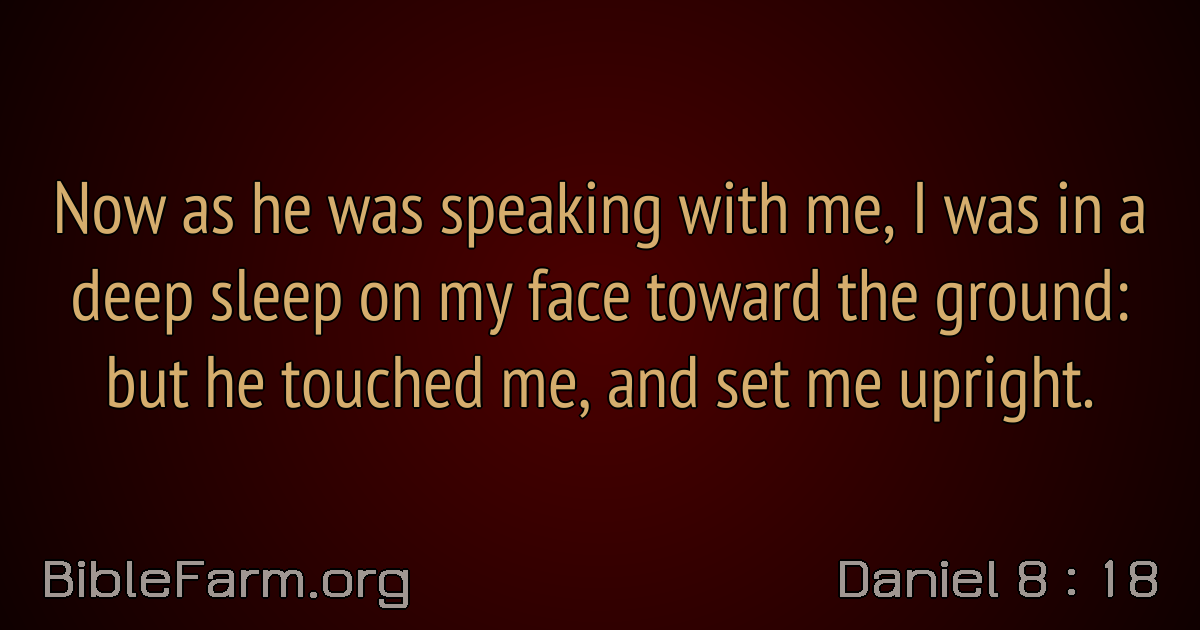 Now as he was speaking with me, I was in a
deep sleep on my face toward the ground:
but he touched me, and set me upright.
BibleFarm.org
Daniel 8 : 18